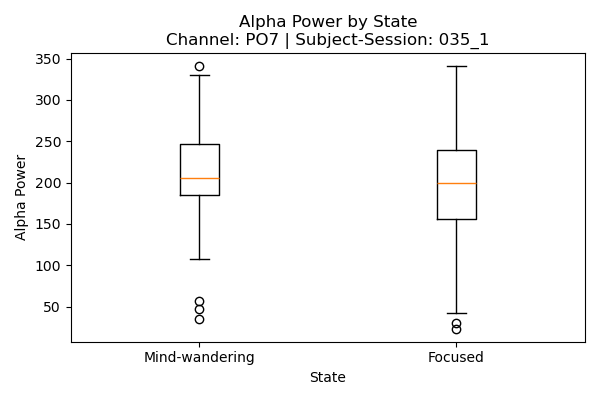 Alpha Power by State
Channel: PO7 | Subject-Session: 035_1
350
300
250
200
150
100
50
Alpha Power
Mind-wandering
Focused
State